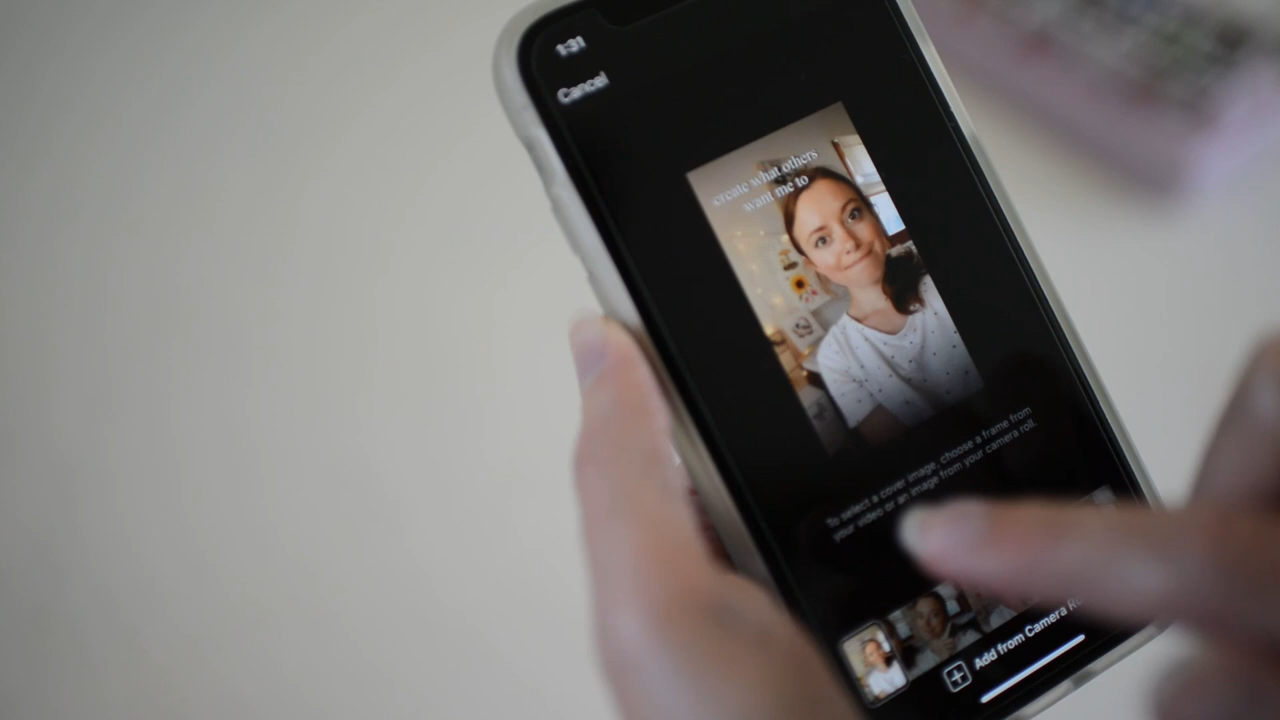 1:31
Cancel
create what others
want me to
To select a cover image, choose a frame from
your video or an image from your camera roll.
Add from Camera